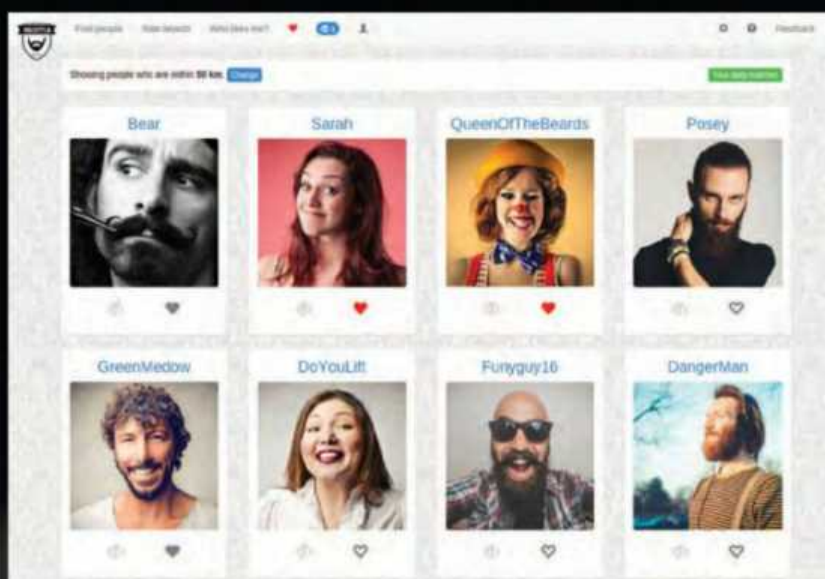 Find people Rate beards Who likes me? Feedback
Showing people who are within 50 km. Change Your daily matches
Bear Sarah QueenOfTheBeards Posey
GreenMedow DoYouLift Funyguy16 DangerMan